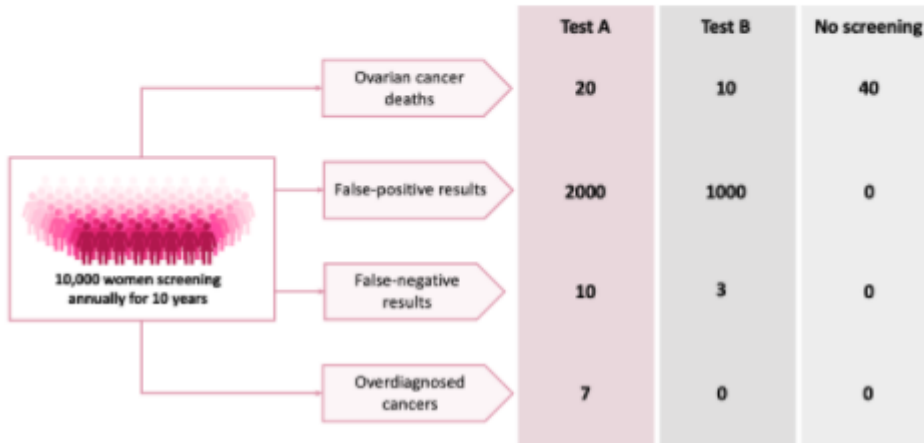 Test A Test B No screening
Ovarian cancer
deaths
20 10 40
False-positive results
2000 1000 0
10,000 women screening
annually for 10 years
False-negative
results
10 3 0
Overdiagnosed
cancers
7 0 0